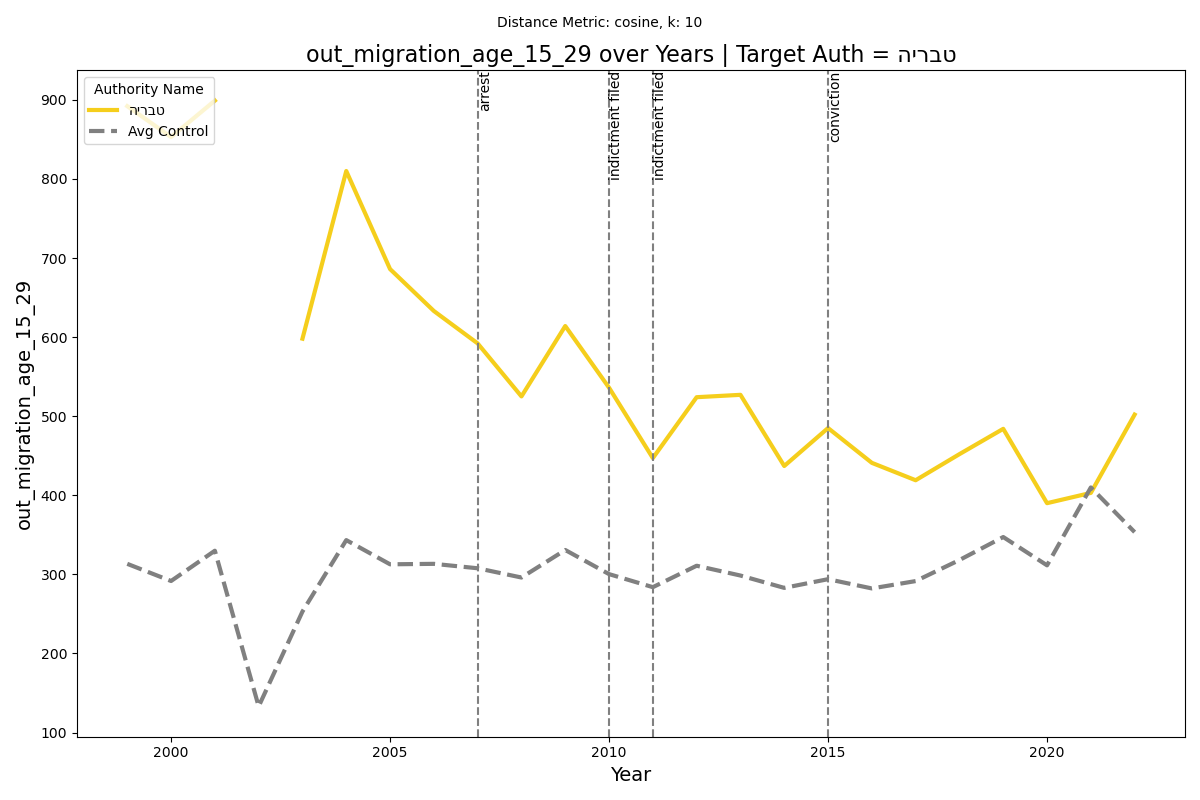 Distance Metric: cosine, k: 10
out_migration_age_15_29 over Years | Target Auth = טבריה
Authority Name
טבריה
Avg Control
arrest
indictment filed
indictment filed
conviction
out_migration_age_15_29
900
800
700
600
500
400
300
200
100
2000
2005
2010
2015
2020
Year